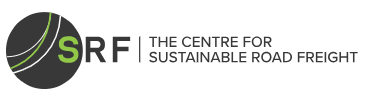 SRF
THE CENTRE FOR
SUSTAINABLE ROAD FREIGHT